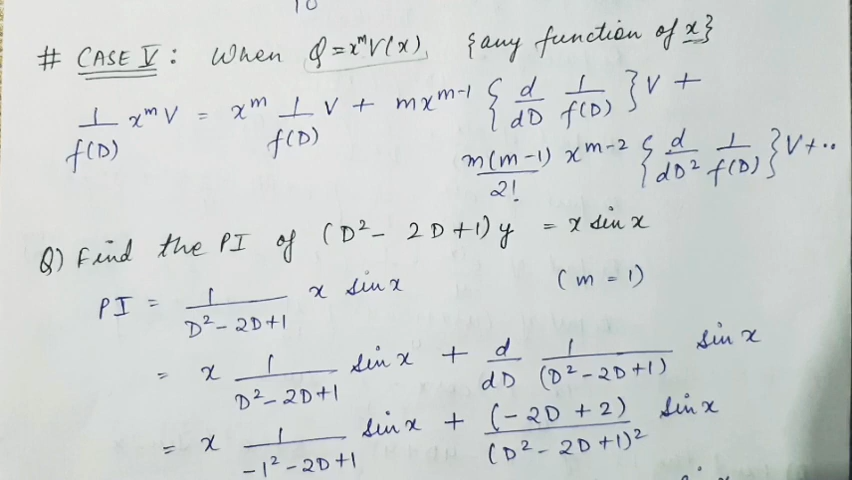 10
# CASE V : When Q = x^m V(x), {any function of x}
1/f(D) x^m V = x^m 1/f(D) V + m x^{m-1} { d/dD 1/f(D) } V +
m(m-1)/2! x^{m-2} { d/dD² 1/f(D) } V + ..
Q) Find the PI of (D² - 2D + 1) y = x sin x
PI = 1/(D² - 2D + 1) x sin x (m = 1)
= x 1/(D² - 2D + 1) sin x + d/dD 1/(D² - 2D + 1) sin x
= x 1/(-1² - 2D + 1) sin x + (-2D + 2)/(D² - 2D + 1)² sin x